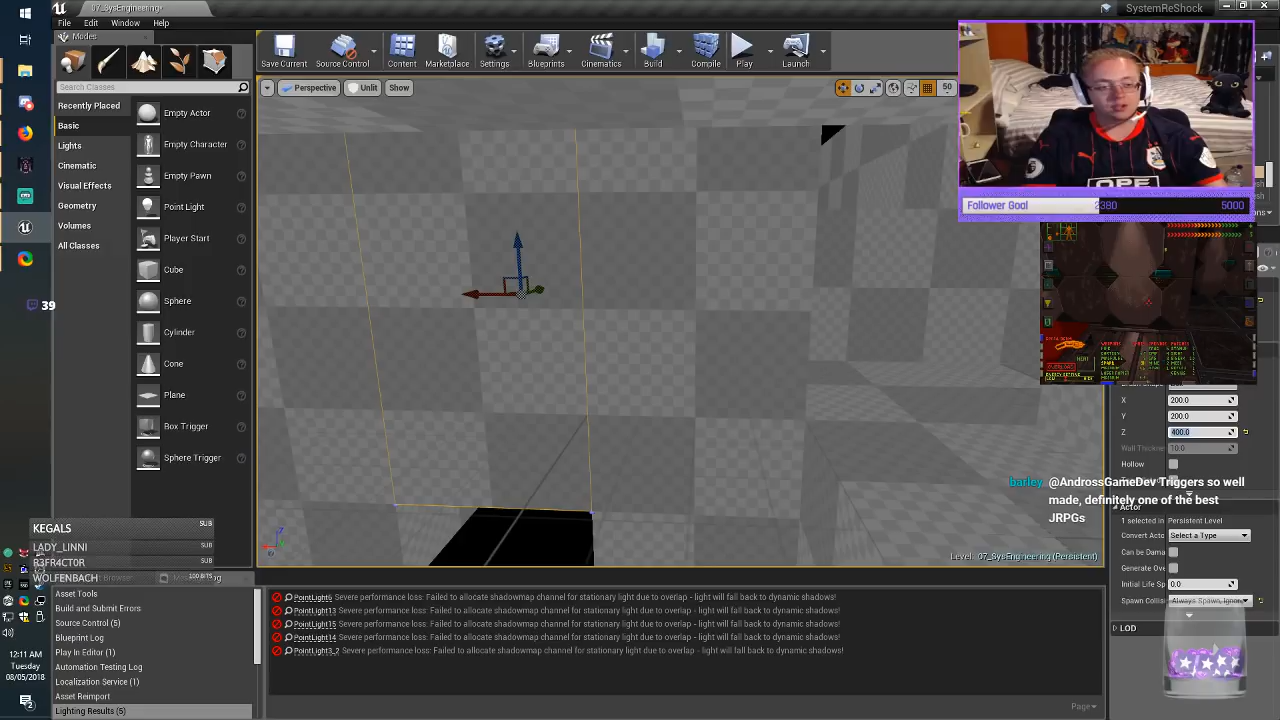 07_SysEngineering*
SystemReShock
File
Edit
Window
Help
Modes
Save Current
Source Control
Content
Marketplace
Settings
Blueprints
Cinematics
Build
Compile
Play
Launch
Search Classes
Perspective
Unlit
Show
50
Recently Placed
Basic
Lights
Cinematic
Visual Effects
Geometry
Volumes
All Classes
Empty Actor
Empty Character
Empty Pawn
Point Light
Player Start
Cube
Sphere
Cylinder
Cone
Plane
Box Trigger
Sphere Trigger
Follower Goal 2380 5000
39
X 200.0
Y 200.0
Z 400.0
Wall Thickne 10.0
Hollow
barley: @AndrossGameDev Triggers so well
made, definitely one of the best
JRPGs
Actor
1 selected in Persistent Level
Convert Acto Select a Type
Can be Dama
Generate Ove
Initial Life Sp 0.0
Spawn Collisi Always Spawn, Ignore
LOD
Level: 07_SysEngineering (Persistent)
KEGALS SUB
LADY_LINNI SUB
R3FR4CTOR SUB
WOLFENBACH 100 BITS
Asset Tools
Build and Submit Errors
Source Control (5)
Blueprint Log
Play In Editor (1)
Automation Testing Log
Localization Service (1)
Asset Reimport
Lighting Results (5)
PointLight6 Severe performance loss: Failed to allocate shadowmap channel for stationary light due to overlap - light will fall back to dynamic shadows!
PointLight13 Severe performance loss: Failed to allocate shadowmap channel for stationary light due to overlap - light will fall back to dynamic shadows!
PointLight15 Severe performance loss: Failed to allocate shadowmap channel for stationary light due to overlap - light will fall back to dynamic shadows!
PointLight14 Severe performance loss: Failed to allocate shadowmap channel for stationary light due to overlap - light will fall back to dynamic shadows!
PointLight3_2 Severe performance loss: Failed to allocate shadowmap channel for stationary light due to overlap - light will fall back to dynamic shadows!
Page
12:11 AM
Tuesday
08/05/2018
2